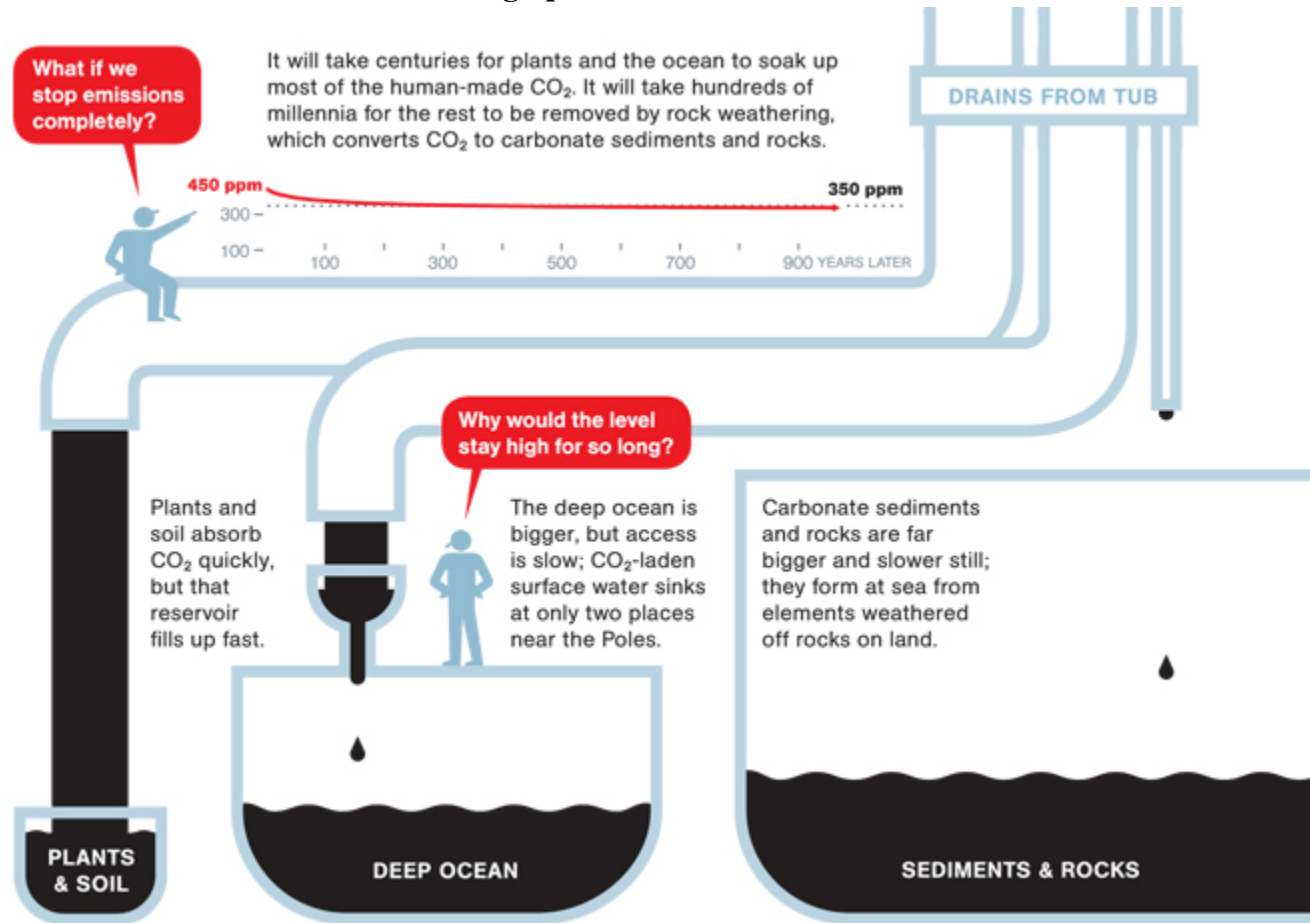 What if we
stop emissions
completely?
It will take centuries for plants and the ocean to soak up
most of the human-made CO₂. It will take hundreds of
millennia for the rest to be removed by rock weathering,
which converts CO₂ to carbonate sediments and rocks.
DRAINS FROM TUB
450 ppm
350 ppm
300
100
100
300
500
700
900 YEARS LATER
Why would the level
stay high for so long?
Plants and
soil absorb
CO₂ quickly,
but that
reservoir
fills up fast.
The deep ocean is
bigger, but access
is slow; CO₂-laden
surface water sinks
at only two places
near the Poles.
Carbonate sediments
and rocks are far
bigger and slower still;
they form at sea from
elements weathered
off rocks on land.
PLANTS
& SOIL
DEEP OCEAN
SEDIMENTS & ROCKS